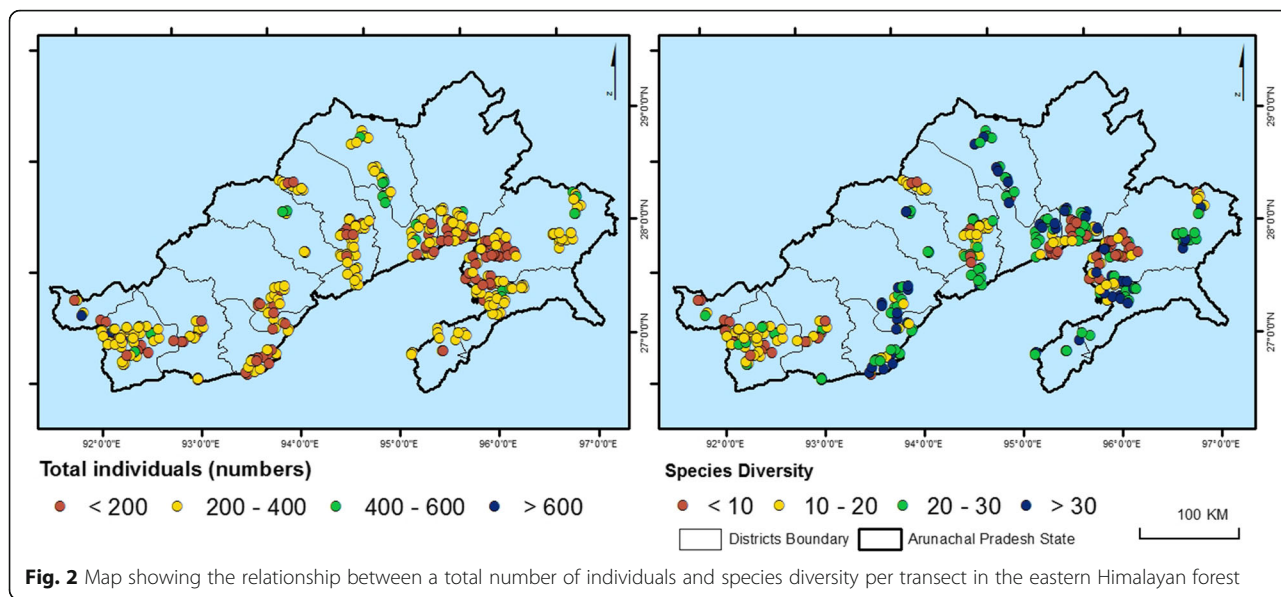 z
z
29°0'0"N
28°0'0"N
27°0'0"N
29°0'0"N
28°0'0"N
27°0'0"N
92°0'0"E 93°0'0"E 94°0'0"E 95°0'0"E 96°0'0"E 97°0'0"E
92°0'0"E 93°0'0"E 94°0'0"E 95°0'0"E 96°0'0"E 97°0'0"E
Total individuals (numbers)
< 200 200 - 400 400 - 600 > 600
Species Diversity
< 10 10 - 20 20 - 30 > 30
Districts Boundary Arunachal Pradesh State
100 KM
Fig. 2 Map showing the relationship between a total number of individuals and species diversity per transect in the eastern Himalayan forest